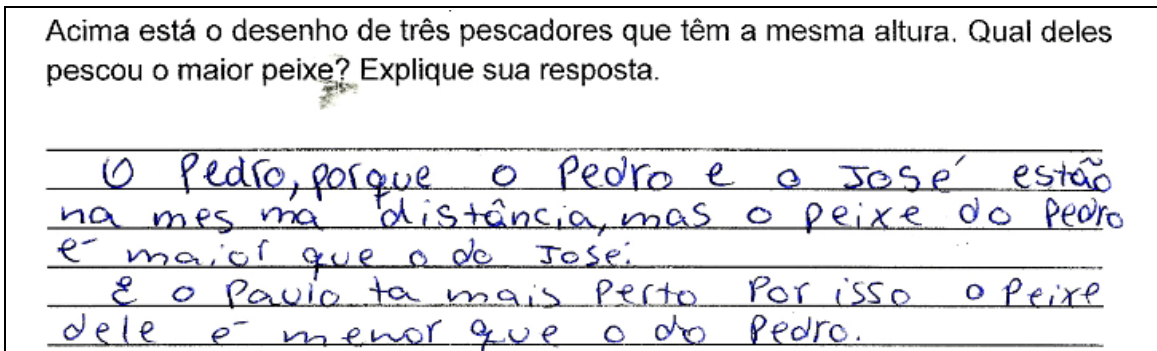 Acima está o desenho de três pescadores que têm a mesma altura. Qual deles
pescou o maior peixe? Explique sua resposta.
O Pedro, porque o Pedro e o José estão
na mesma distância, mas o peixe do Pedro
é maior que o do José.
E o Paulo ta mais perto por isso o peixe
dele é menor que o do Pedro.